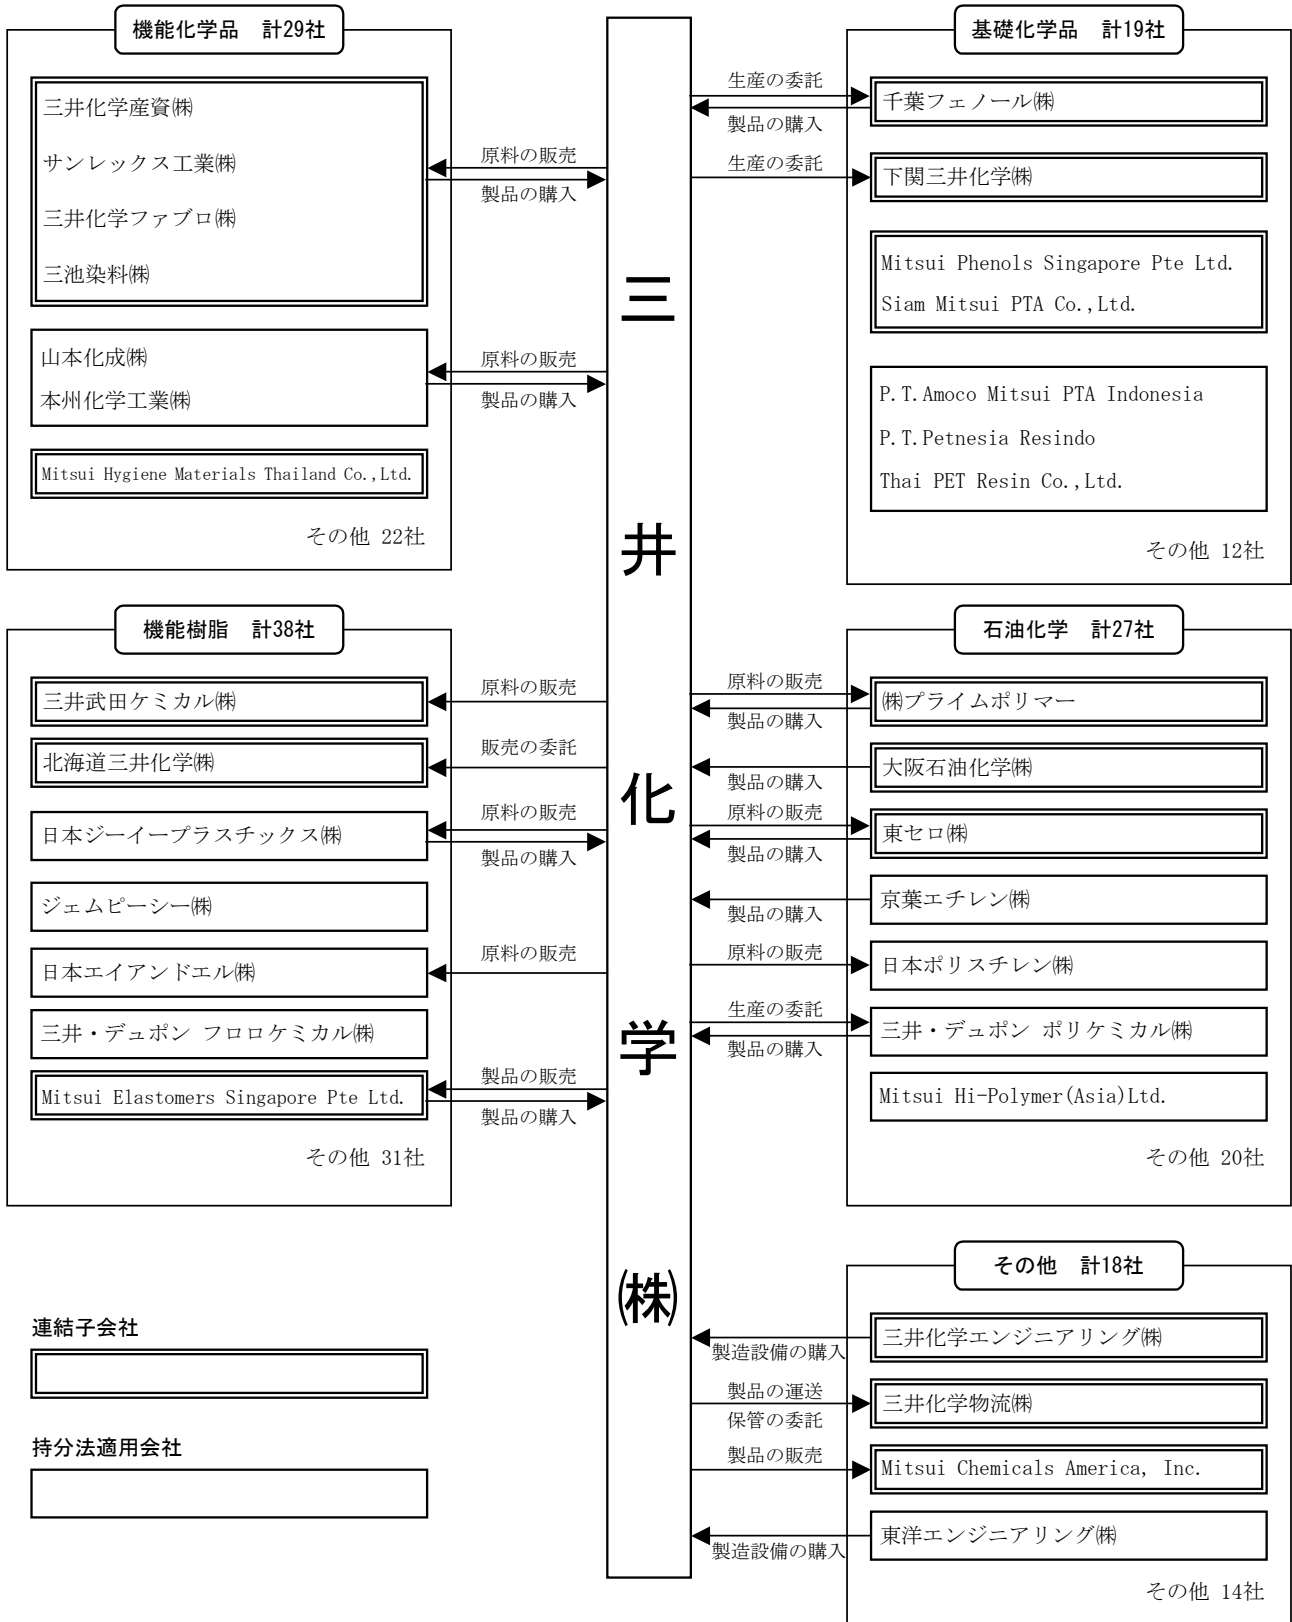 機能化学品　計29社
三井化学産資㈱
サンレックス工業㈱
三井化学ファブロ㈱
三池染料㈱
原料の販売
製品の購入
山本化成㈱
本州化学工業㈱
原料の販売
製品の購入
Mitsui Hygiene Materials Thailand Co.,Ltd.
その他 22社
機能樹脂　計38社
三井武田ケミカル㈱
原料の販売
北海道三井化学㈱
販売の委託
日本ジーイープラスチックス㈱
原料の販売
製品の購入
ジェムピーシー㈱
日本エイアンドエル㈱
原料の販売
三井・デュポン フロロケミカル㈱
Mitsui Elastomers Singapore Pte Ltd.
製品の販売
製品の購入
その他 31社
連結子会社
持分法適用会社
三
井
化
学
㈱
基礎化学品　計19社
生産の委託
製品の購入
千葉フェノール㈱
生産の委託
下関三井化学㈱
Mitsui Phenols Singapore Pte Ltd.
Siam Mitsui PTA Co.,Ltd.
P.T.Amoco Mitsui PTA Indonesia
P.T.Petnesia Resindo
Thai PET Resin Co.,Ltd.
その他 12社
石油化学　計27社
原料の販売
製品の購入
㈱プライムポリマー
製品の購入
大阪石油化学㈱
原料の販売
製品の購入
東セロ㈱
製品の購入
京葉エチレン㈱
原料の販売
日本ポリスチレン㈱
生産の委託
製品の購入
三井・デュポン ポリケミカル㈱
Mitsui Hi-Polymer(Asia)Ltd.
その他 20社
その他　計18社
製造設備の購入
三井化学エンジニアリング㈱
製品の運送
保管の委託
三井化学物流㈱
製品の販売
Mitsui Chemicals America, Inc.
製造設備の購入
東洋エンジニアリング㈱
その他 14社